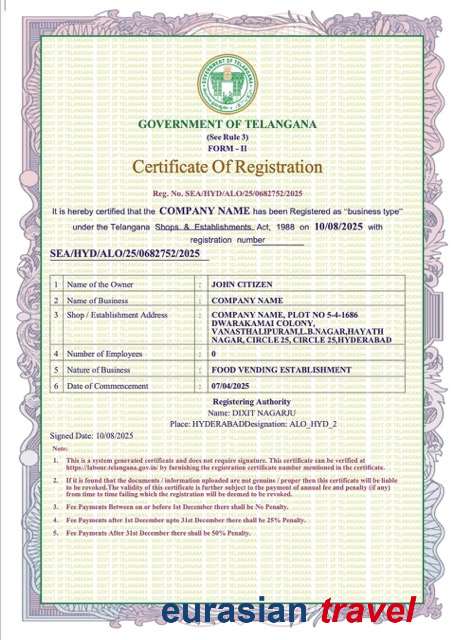 GOVERNMENT OF TELANGANA
GOVERNMENT OF TELANGANA
(See Rule 3)
FORM - II
Certificate Of Registration
Reg. No. SEA/HYD/ALO/25/0682752/2025
It is hereby certified that the COMPANY NAME has been Registered as “business type”
under the Telangana Shops & Establishments Act, 1988 on 10/08/2025 with
registration number
SEA/HYD/ALO/25/0682752/2025
1 Name of the Owner : JOHN CITIZEN
2 Name of Business : COMPANY NAME
3 Shop / Establishment Address : COMPANY NAME, PLOT NO 5-4-1686
DWARAKAMAI COLONY,
VANASTHALIPURAM,L.B.NAGAR,HAYATH
NAGAR, CIRCLE 25, CIRCLE 25,HYDERABAD
4 Number of Employees : 0
5 Nature of Business : FOOD VENDING ESTABLISHMENT
6 Date of Commencement : 07/04/2025
Registering Authority
Name: DIXIT NAGARJU
Place: HYDERABADDesignation: ALO_HYD_2
Signed Date: 10/08/2025
Note:
1. This is a system generated certificate and does not require signature. This certificate can be verified at
https://labour.telangana.gov.in/ by furnishing the registration certificate number mentioned in the certificate.
2. If it is found that the documents / information uploaded are not genuine / proper then this certificate will be liable
to be revoked.The validity of this certificate is further subject to the payment of annual fee and penalty (if any)
from time to time failing which the registration will be deemed to be revoked.
3. Fee Payments Between on or before 1st December there shall be No Penalty.
4. Fee Payments after 1st December upto 31st December there shall be 25% Penalty.
5. Fee Payments After 31st December there shall be 50% Penalty.
eurasian travel